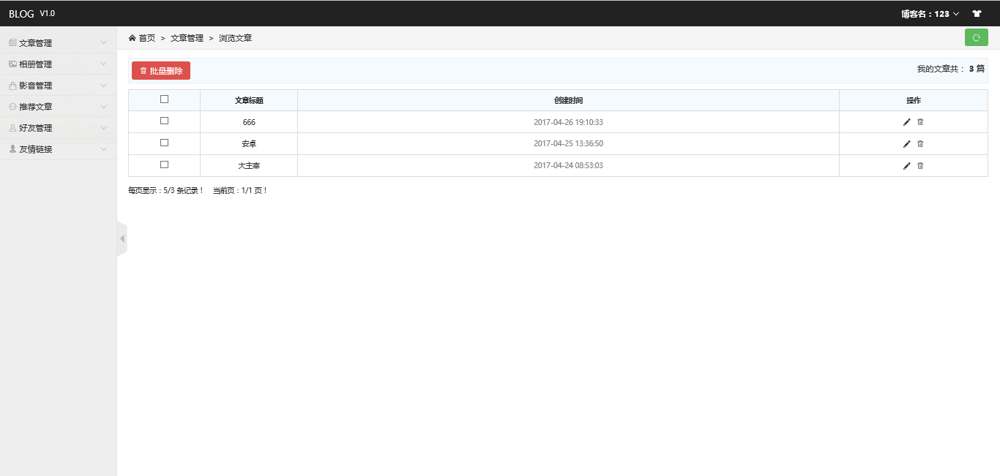 BLOG V1.0 博客名：123
文章管理
相册管理
影音管理
推荐文章
好友管理
友情链接
首页 > 文章管理 > 浏览文章
批量删除 我的文章共： 3 篇
文章标题 创建时间 操作
666 2017-04-26 19:10:33
安卓 2017-04-25 13:36:50
大主宰 2017-04-24 08:53:03
每页显示：5/3 条记录！ 当前页：1/1 页！